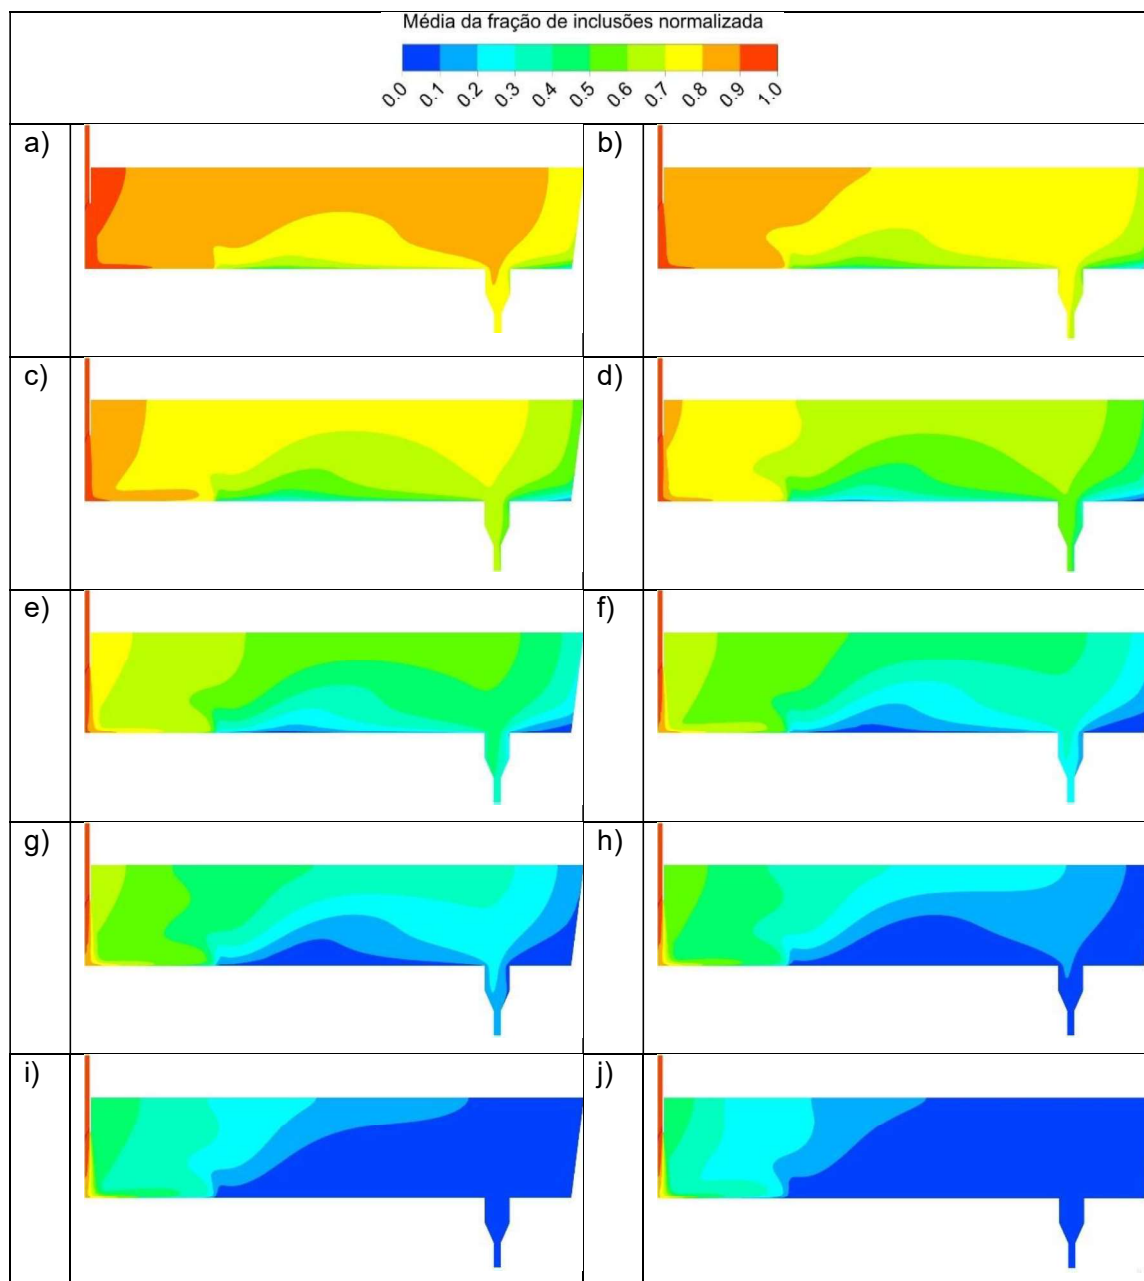 Média da fração de inclusões normalizada
0.0 0.1 0.2 0.3 0.4 0.5 0.6 0.7 0.8 0.9 1.0
a) b)
c) d)
e) f)
g) h)
i) j)